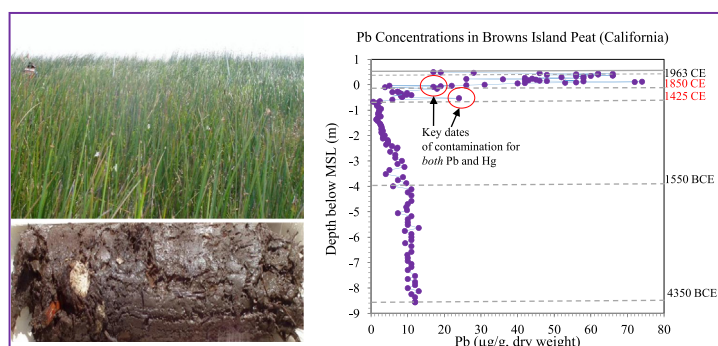 Pb Concentrations in Browns Island Peat (California)
1
0
-1
-2
-3
-4
-5
-6
-7
-8
-9
Depth below MSL (m)
1963 CE
1850 CE
1425 CE
1550 BCE
4350 BCE
Key dates
of contamination for
both Pb and Hg
0 10 20 30 40 50 60 70 80
Pb (µg/g, dry weight)